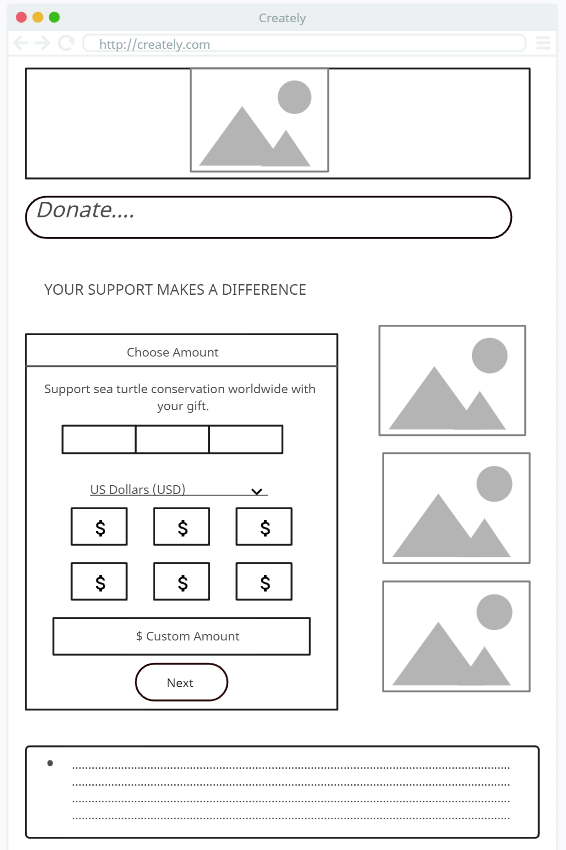 Creately
http://creately.com
Donate....
YOUR SUPPORT MAKES A DIFFERENCE
Choose Amount
Support sea turtle conservation worldwide with
your gift.
US Dollars (USD)
$ $ $
$ $ $
$ Custom Amount
Next